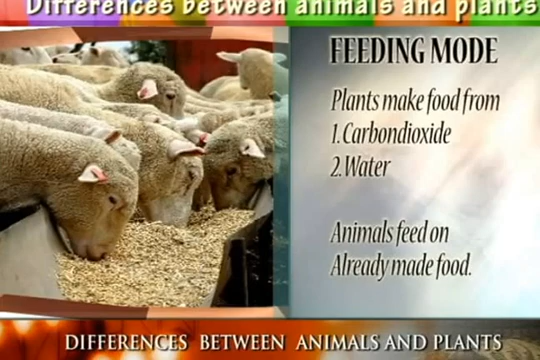 Differences between animals and plants
FEEDING MODE
Plants make food from
1. Carbondioxide
2. Water
Animals feed on
Already made food.
DIFFERENCES BETWEEN ANIMALS AND PLANTS